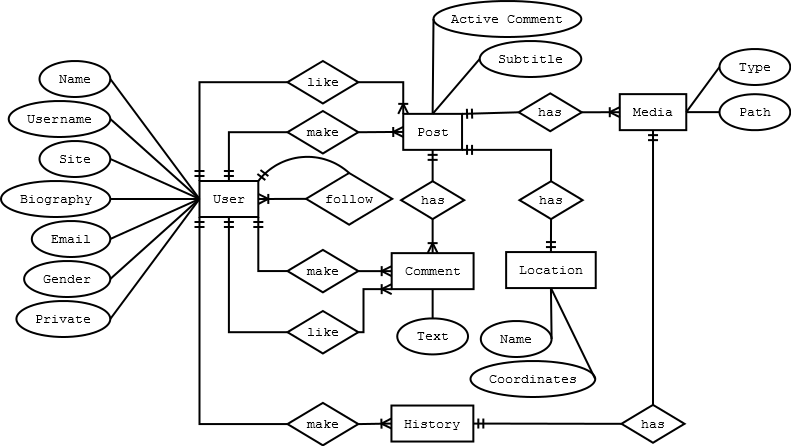 Active Comment
Subtitle
Name
like
Type
Username
make
Post
has
Media
Path
Site
Biography
User
follow
has
has
Email
Gender
make
Comment
Location
Private
like
Text
Name
Coordinates
make
History
has